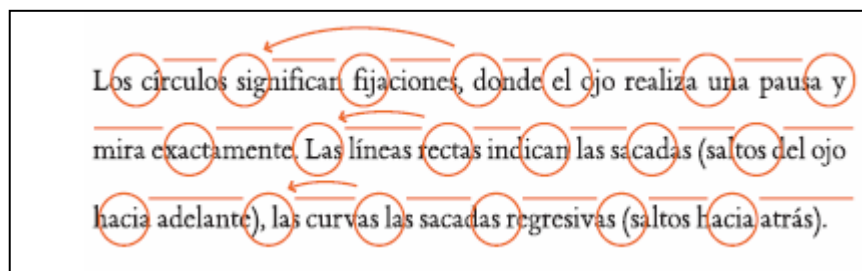 Los círculos significan fijaciones, donde el ojo realiza una pausa y
mira exactamente. Las líneas rectas indican las sacadas (saltos del ojo
hacia adelante), las curvas las sacadas regresivas (saltos hacia atrás).